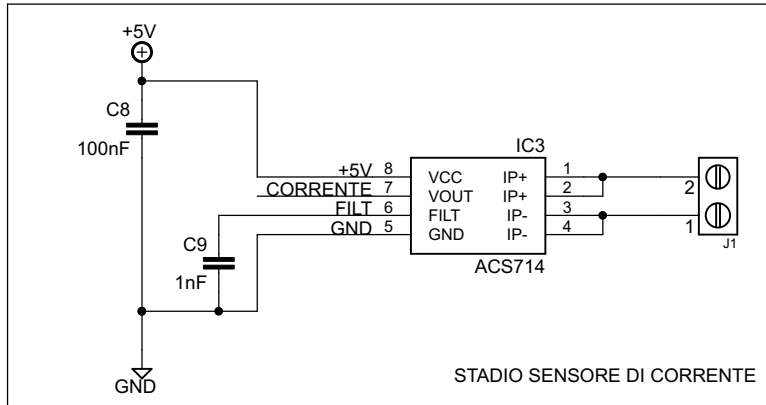 +5V
C8
100nF
IC3
+5V 8 VCC IP+ 1
CORRENTE 7 VOUT IP+ 2 2
FILT 6 FILT IP- 3
GND 5 GND IP- 4 1
J1
C9
1nF
ACS714
GND
STADIO SENSORE DI CORRENTE